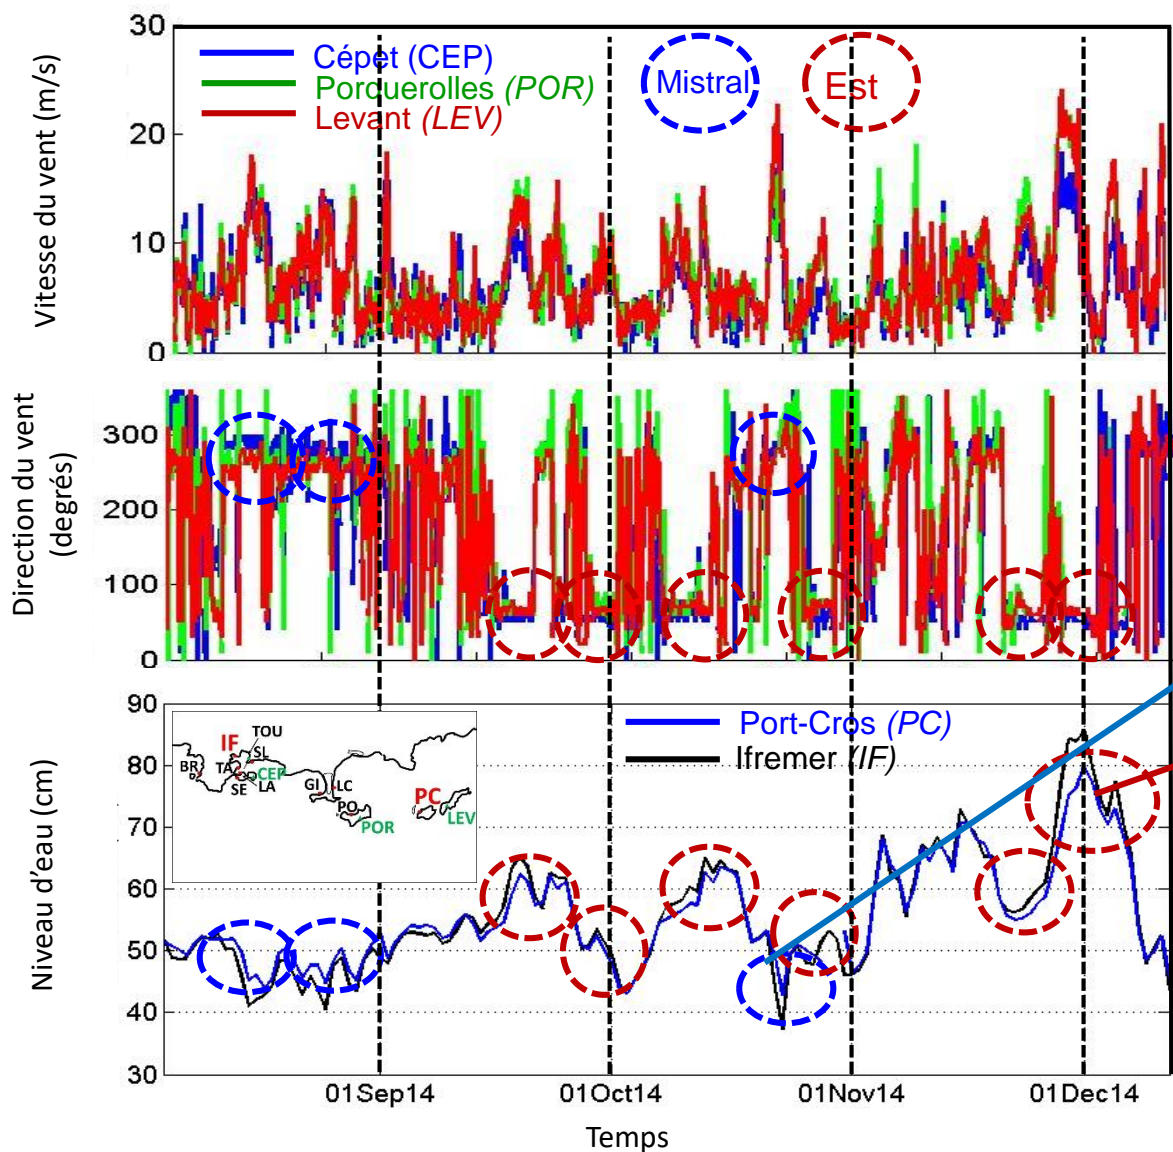 30
20
10
0
Vitesse du vent (m/s)
Cépet (CEP)
Porquerolles (POR)
Levant (LEV)
Mistral
Est
300
200
100
0
Direction du vent
(degrés)
90
80
70
60
50
40
30
Niveau d'eau (cm)
Port-Cros (PC)
Ifremer (IF)
TOU
IF
SL
BR
TA
CEP
SE
LA
GI
LC
PO
POR
PC
LEV
01Sep14
01Oct14
01Nov14
01Dec14
Temps